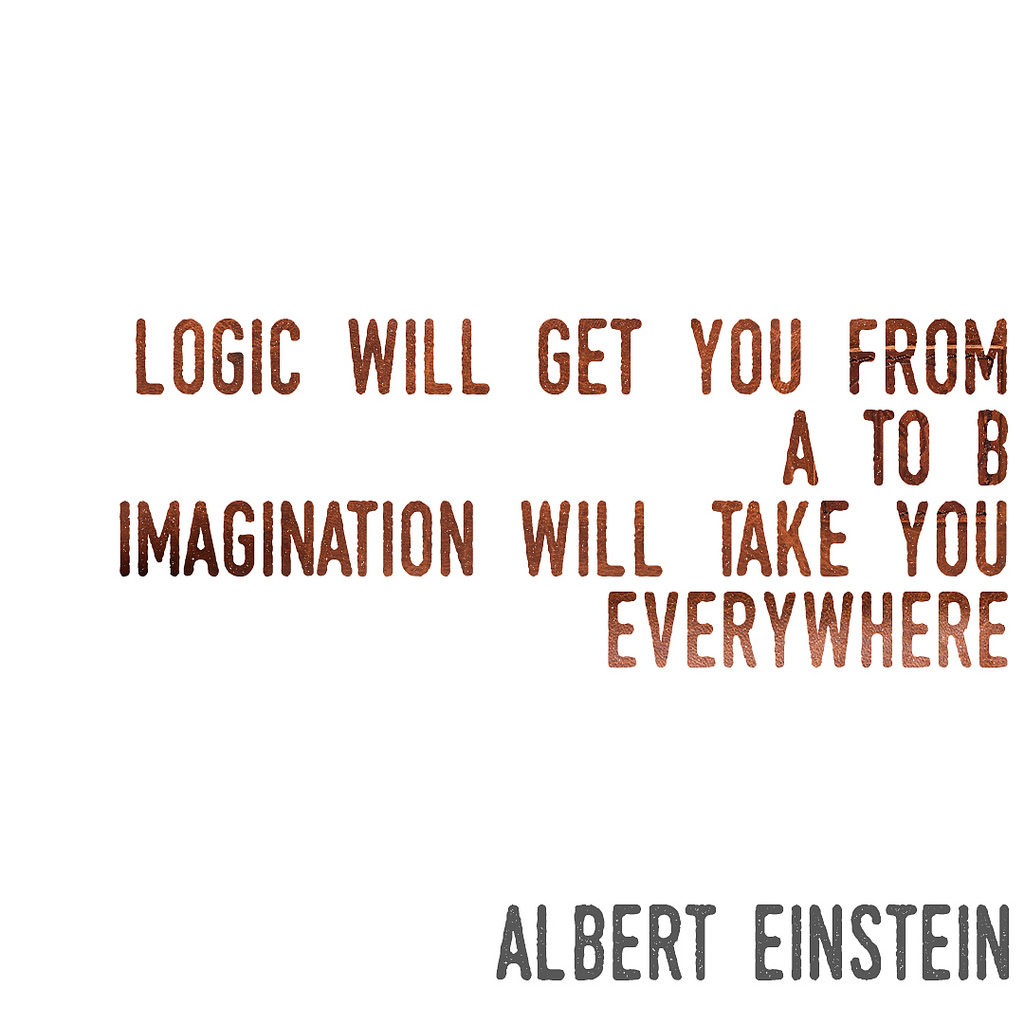 LOGIC WILL GET YOU FROM
A TO B
IMAGINATION WILL TAKE YOU
EVERYWHERE
ALBERT EINSTEIN